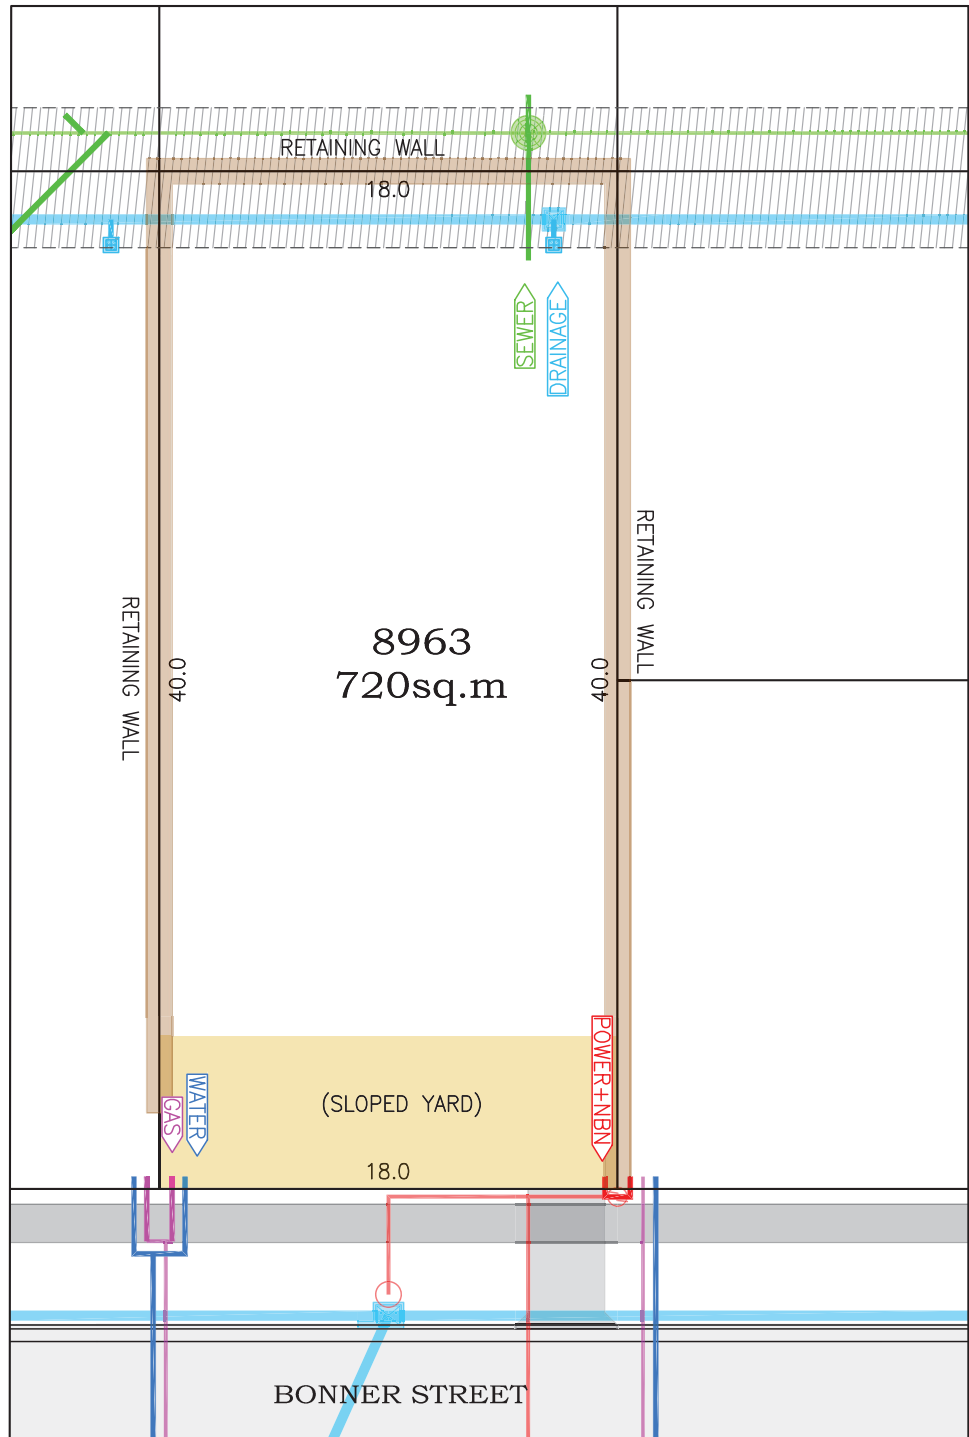 RETAINING WALL
18.0
SEWER
DRAINAGE
RETAINING WALL
RETAINING WALL
8963
720sq.m
40.0
40.0
POWER+NBN
WATER
GAS
(SLOPED YARD)
18.0
BONNER STREET